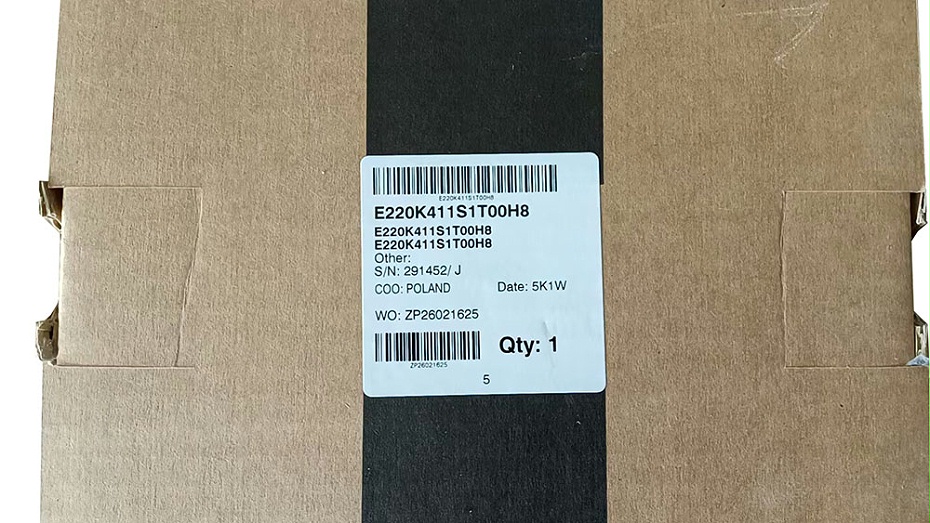 E220K411S1T00H8
E220K411S1T00H8
E220K411S1T00H8
E220K411S1T00H8
Other:
S/N: 291452/ J
COO: POLAND Date: 5K1W
WO: ZP26021625
Qty: 1
ZP26021625
5